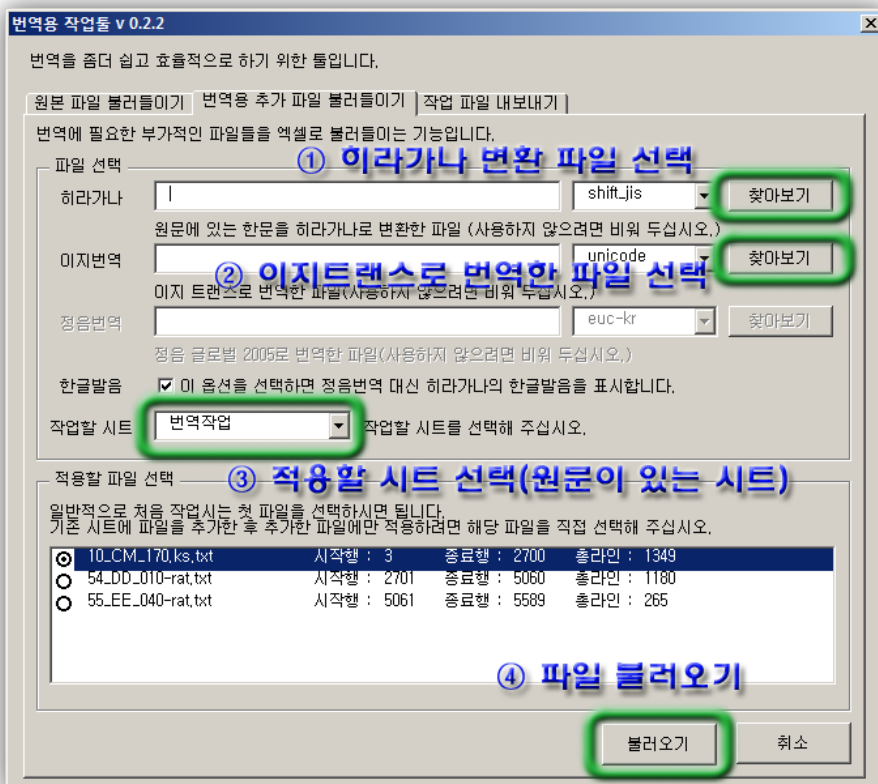 번역용 작업툴 v 0.2.2
번역을 좀더 쉽고 효율적으로 하기 위한 툴입니다.
원본 파일 불러들이기 번역용 추가 파일 불러들이기 작업 파일 내보내기
번역에 필요한 부가적인 파일들을 엑셀로 불러들이는 기능입니다.
① 히라가나 변환 파일 선택
파일 선택
히라가나 shift_jis 찾아보기
원문에 있는 한문을 히라가나로 변환한 파일 (사용하지 않으려면 비워 두십시오.)
이지번역 unicode 찾아보기
② 이지트랜스로 번역한 파일 선택
이지 트랜스로 번역한 파일(사용하지 않으려면 비워 두십시오.)
정음번역 euc-kr 찾아보기
정음 글로벌 2005로 번역한 파일(사용하지 않으려면 비워 두십시오.)
한글발음 이 옵션을 선택하면 정음번역 대신 히라가나의 한글발음을 표시합니다.
작업할 시트 번역작업 작업할 시트를 선택해 주십시오.
③ 적용할 시트 선택(원문이 있는 시트)
적용할 파일 선택
일반적으로 처음 작업시는 첫 파일을 선택하시면 됩니다.
기존 시트에 파일을 추가한 후 추가한 파일에만 적용하려면 해당 파일을 직접 선택해 주십시오.
10_CM_170.ks.txt 시작행 : 3 종료행 : 2700 총라인 : 1349
54_DD_010-rat.txt 시작행 : 2701 종료행 : 5060 총라인 : 1180
55_EE_040-rat.txt 시작행 : 5061 종료행 : 5589 총라인 : 265
④ 파일 불러오기
불러오기 취소